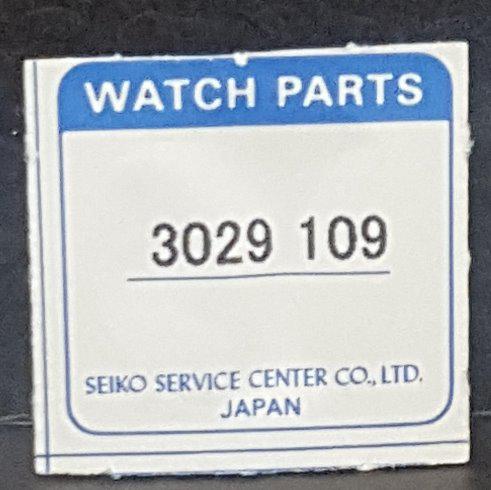 WATCH PARTS
3029 109
SEIKO SERVICE CENTER CO., LTD.
JAPAN